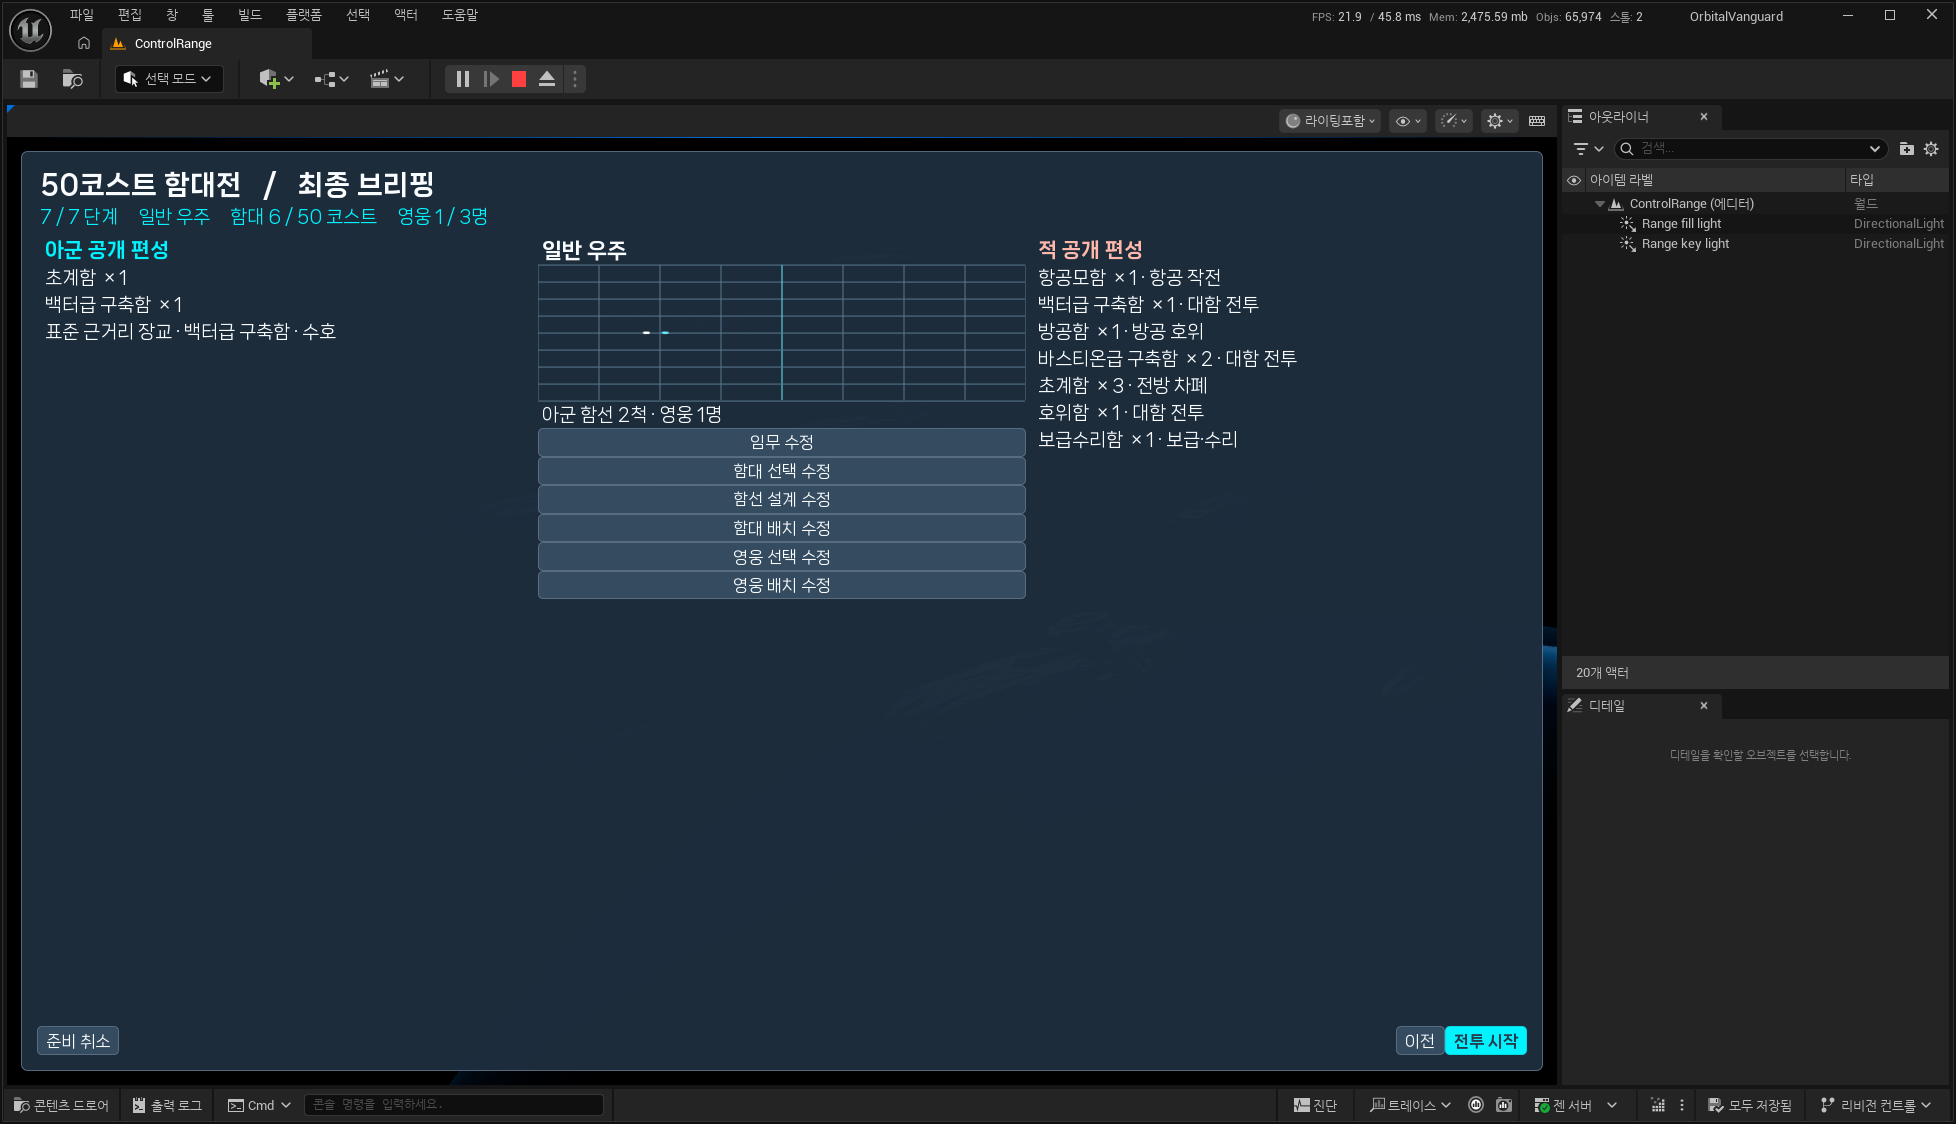 파일 편집 창 툴 빌드 플랫폼 선택 액터 도움말
FPS: 21.9 / 45.8 ms Mem: 2,475.59 mb Objs: 65,974 스톨: 2
OrbitalVanguard
ControlRange
선택 모드
라이팅포함
50코스트 함대전 / 최종 브리핑
7 / 7 단계 일반 우주 함대 6 / 50 코스트 영웅 1 / 3명
아군 공개 편성
초계함 ×1
백터급 구축함 ×1
표준 근거리 장교 · 백터급 구축함 · 수호
일반 우주
아군 함선 2척 · 영웅 1명
임무 수정
함대 선택 수정
함선 설계 수정
함대 배치 수정
영웅 선택 수정
영웅 배치 수정
적 공개 편성
항공모함 ×1 · 항공 작전
백터급 구축함 ×1 · 대함 전투
방공함 ×1 · 방공 호위
바스티온급 구축함 ×2 · 대함 전투
초계함 ×3 · 전방 차폐
호위함 ×1 · 대함 전투
보급수리함 ×1 · 보급·수리
준비 취소
이전
전투 시작
아웃라이너
검색...
아이템 라벨 타입
ControlRange (에디터) 월드
Range fill light DirectionalLight
Range key light DirectionalLight
20개 액터
디테일
디테일을 확인할 오브젝트를 선택합니다.
콘텐츠 드로어 출력 로그 Cmd 콘솔 명령을 입력하세요.
진단 트레이스 젠 서버 모두 저장됨 리비전 컨트롤